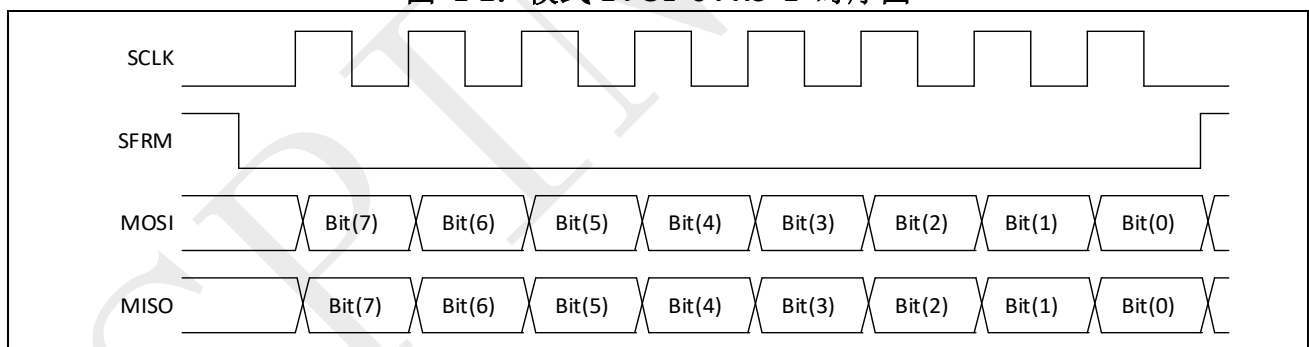 SCLK
SFRM
MOSI Bit(7) Bit(6) Bit(5) Bit(4) Bit(3) Bit(2) Bit(1) Bit(0)
MISO Bit(7) Bit(6) Bit(5) Bit(4) Bit(3) Bit(2) Bit(1) Bit(0)